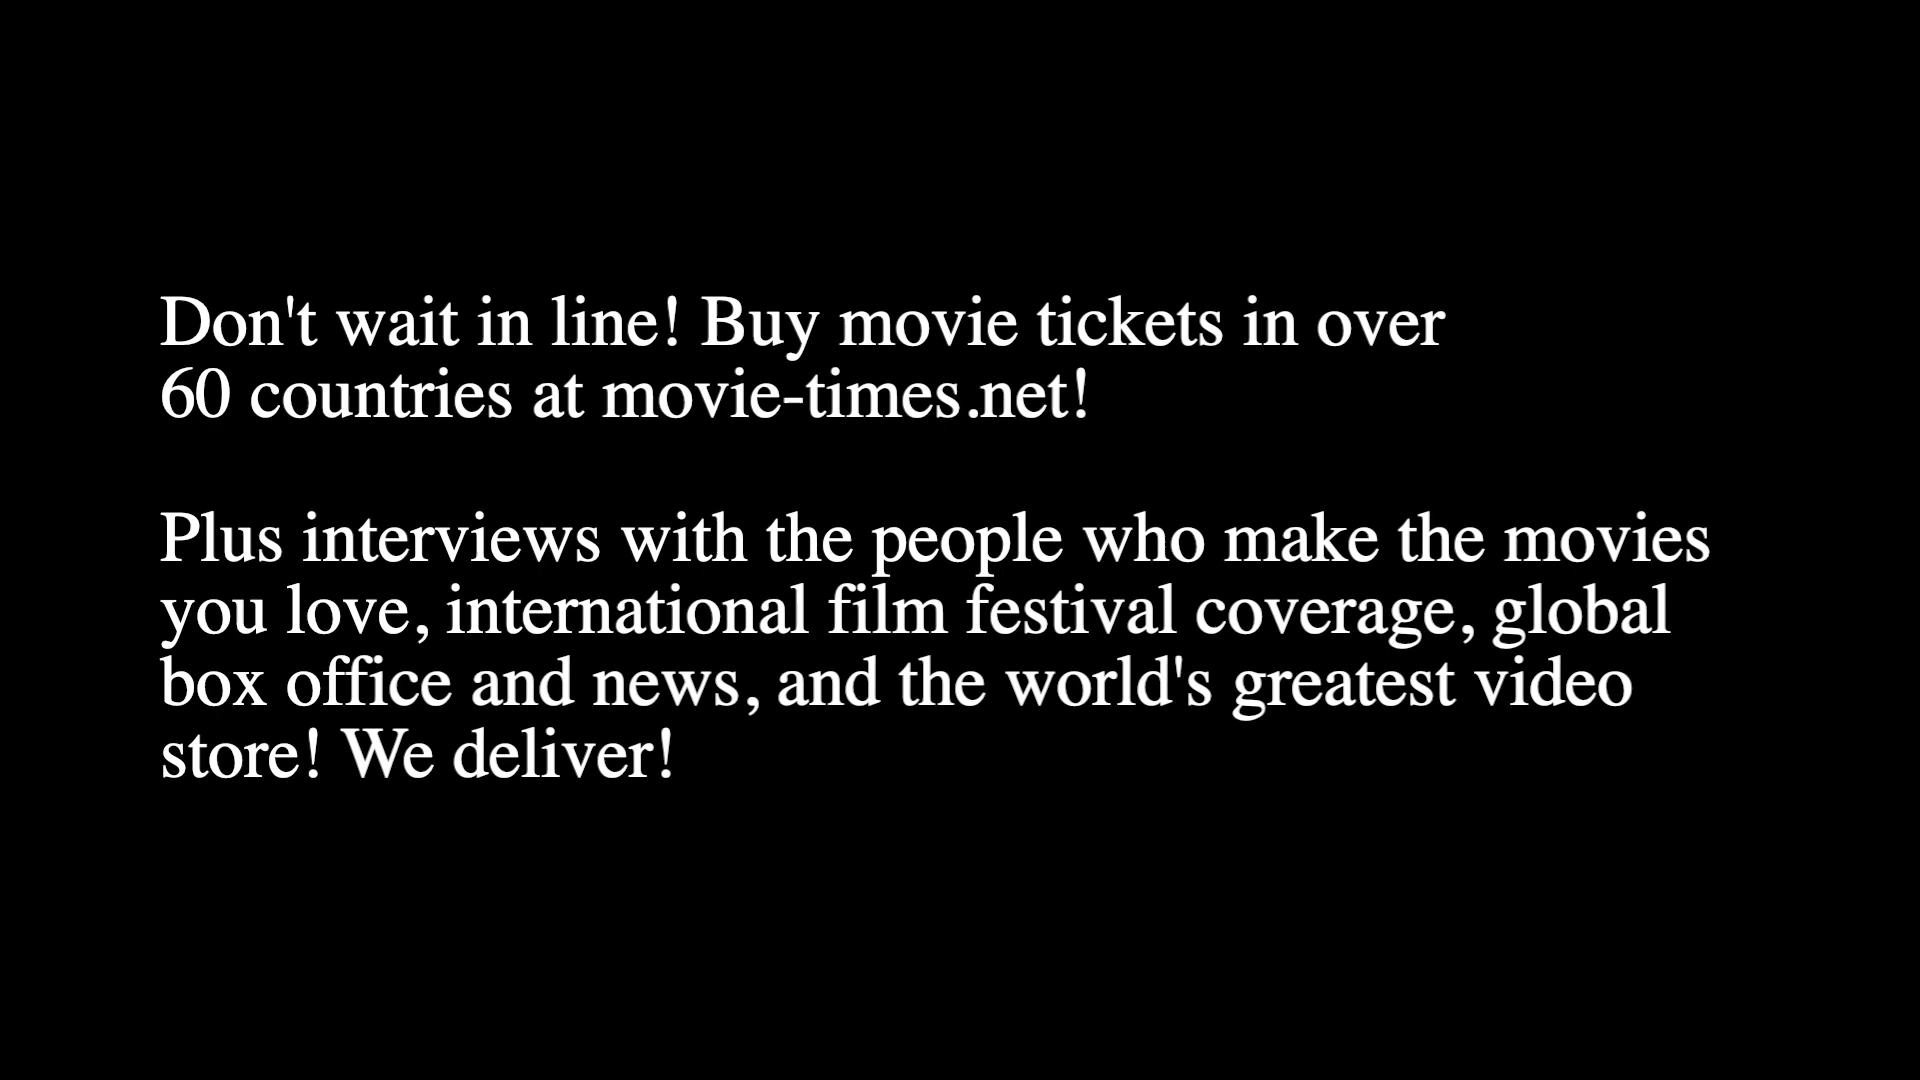 Don't wait in line! Buy movie tickets in over
60 countries at movie-times.net!
Plus interviews with the people who make the movies
you love, international film festival coverage, global
box office and news, and the world's greatest video
store! We deliver!